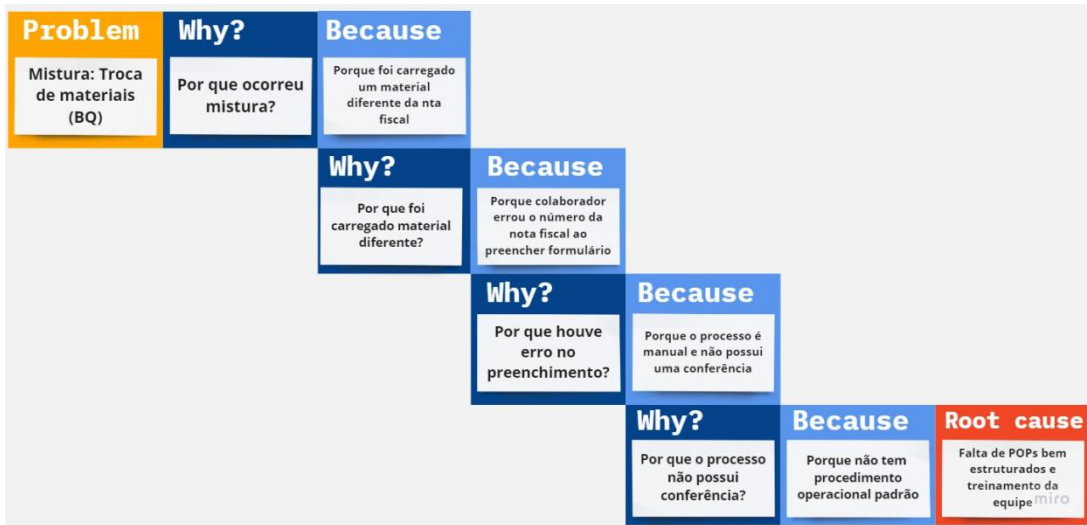 Problem
Why?
Because
Mistura: Troca
de materiais
(BQ)
Por que ocorreu
mistura?
Porque foi carregado
um material
diferente da nta
fiscal
Why?
Because
Por que foi
carregado material
diferente?
Porque colaborador
errou o número da
nota fiscal ao
preencher formulário
Why?
Because
Por que houve
erro no
preenchimento?
Porque o processo é
manual e não possui
uma conferência
Why?
Because
Root cause
Por que o processo
não possui
conferência?
Porque não tem
procedimento
operacional padrão
Falta de POPs bem
estruturados e
treinamento da
equipe
miro